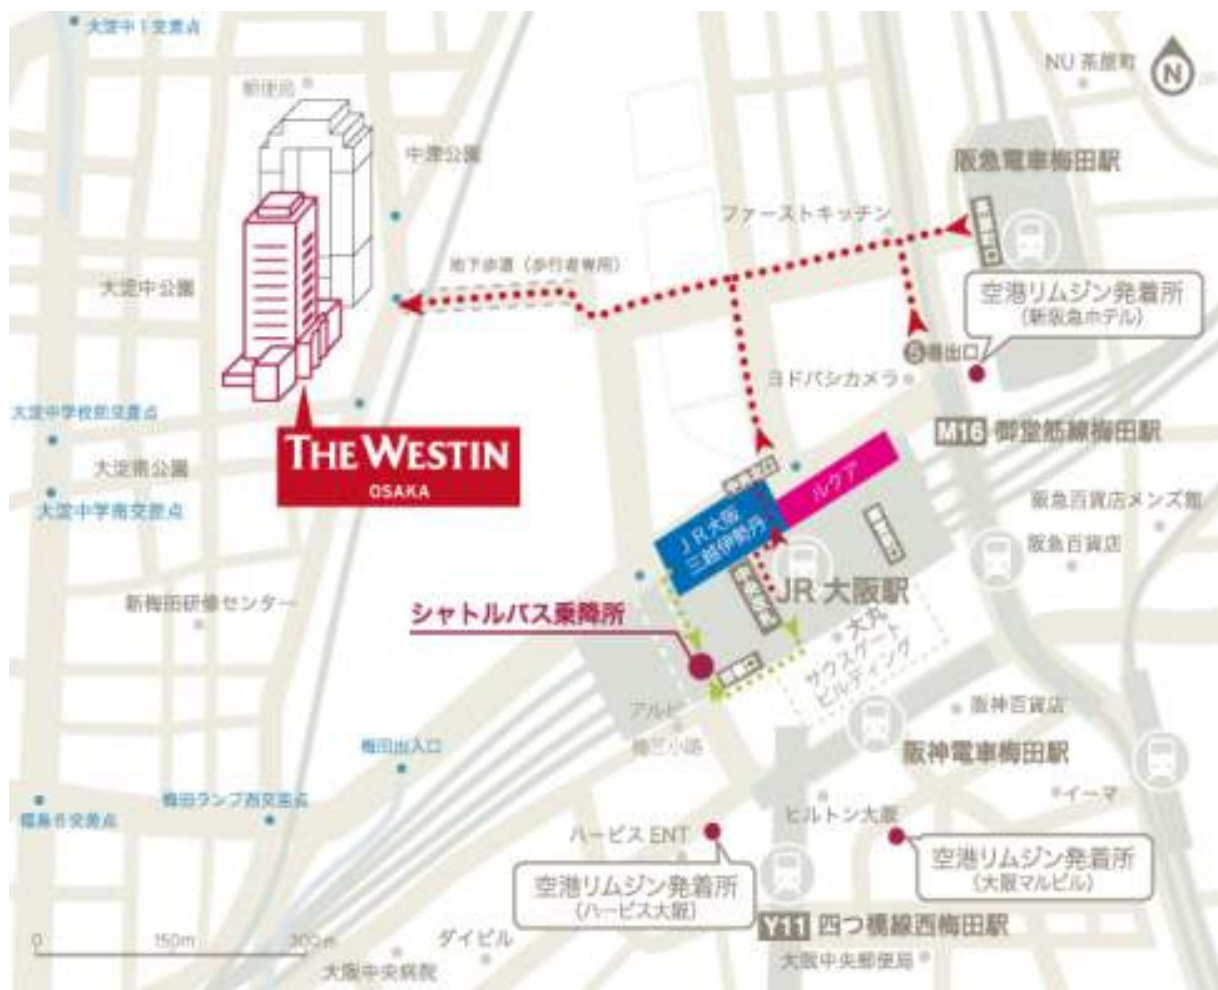 大淀中1交差点
郵便局
中津公園
NU 茶屋町
N
阪急電車梅田駅
ファーストキッチン
地下歩道（歩行者専用）
大淀中公園
空港リムジン発着所
(新阪急ホテル)
5番出口
ヨドバシカメラ
大淀中学校前交差点
大淀南公園
大淀中学南交差点
THE WESTIN
OSAKA
M16 御堂筋線梅田駅
ルクア
JR大阪
三越伊勢丹
阪急百貨店メンズ館
阪急百貨店
新梅田研修センター
シャトルバス乗降所
JR 大阪駅
大丸
サウスゲート
ビルディング
アルビ
梅三小路
阪神百貨店
阪神電車梅田駅
梅田出入口
梅田ランプ西交差点
福島6交差点
イーマ
ヒルトン大阪
ハービス ENT
空港リムジン発着所
(ハービス大阪)
空港リムジン発着所
(大阪マルビル)
Y11 四つ橋線西梅田駅
0 150m 300m
ダイビル
大阪中央病院
大阪中央郵便局